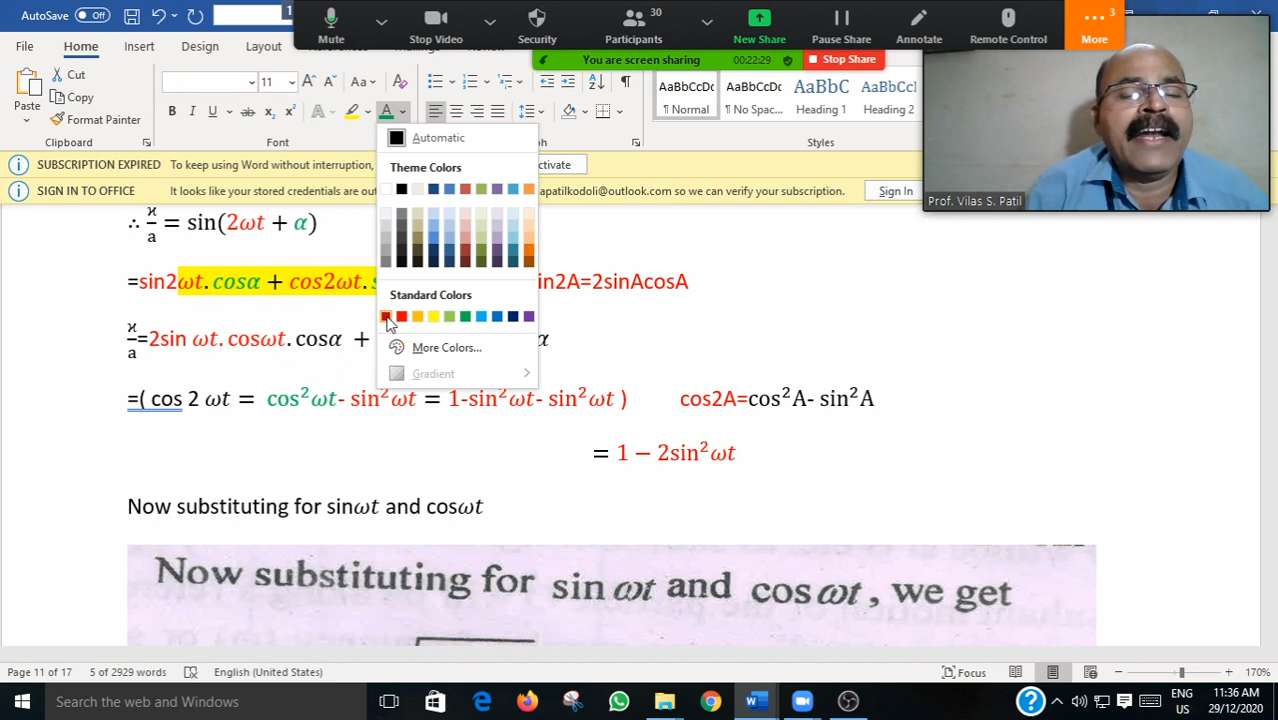 AutoSave Off
1
Mute
Stop Video
Security
30
Participants
New Share
Pause Share
Annotate
Remote Control
3
More
You are screen sharing
00:22:29
Stop Share
File
Home
Insert
Design
Layout
Cut
Copy
Format Painter
Paste
Clipboard
11
Aa
B I U ab x₂ x² A A
Font
AaBbCcDc
¶ Normal
AaBbCcDc
¶ No Spac...
AaBbC
Heading 1
AaBbCcI
Heading 2
Styles
SUBSCRIPTION EXPIRED To keep using Word without interruption,
ctivate
SIGN IN TO OFFICE It looks like your stored credentials are out
apatilkodoli@outlook.com so we can verify your subscription.
Sign In
Automatic
Theme Colors
Standard Colors
More Colors...
Gradient
Prof. Vilas S. Patil
∴ ϰ/a = sin(2ωt + α)
=sin2ωt. cosα + cos2ωt. in2A=2sinAcosA
ϰ/a=2sin ωt. cosωt. cosα + α
=( cos 2 ωt = cos²ωt- sin²ωt = 1-sin²ωt- sin²ωt ) cos2A=cos²A- sin²A
= 1 − 2sin²ωt
Now substituting for sinωt and cosωt
Now substituting for sin ωt and cos ωt , we get
Page 11 of 17 5 of 2929 words English (United States)
Focus
170%
Search the web and Windows
ENG
US
11:36 AM
29/12/2020